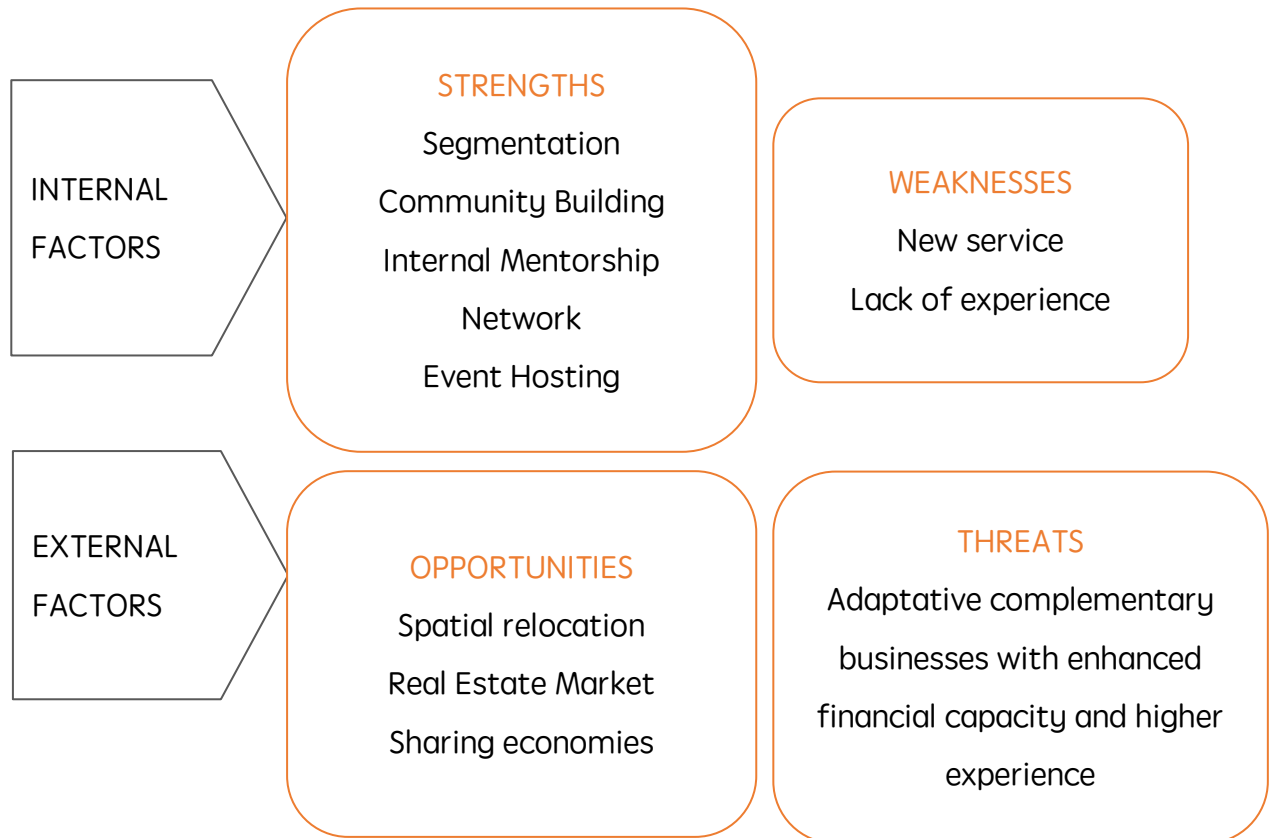 INTERNAL
FACTORS
STRENGTHS
Segmentation
Community Building
Internal Mentorship
Network
Event Hosting
WEAKNESSES
New service
Lack of experience
EXTERNAL
FACTORS
OPPORTUNITIES
Spatial relocation
Real Estate Market
Sharing economies
THREATS
Adaptative complementary
businesses with enhanced
financial capacity and higher
experience